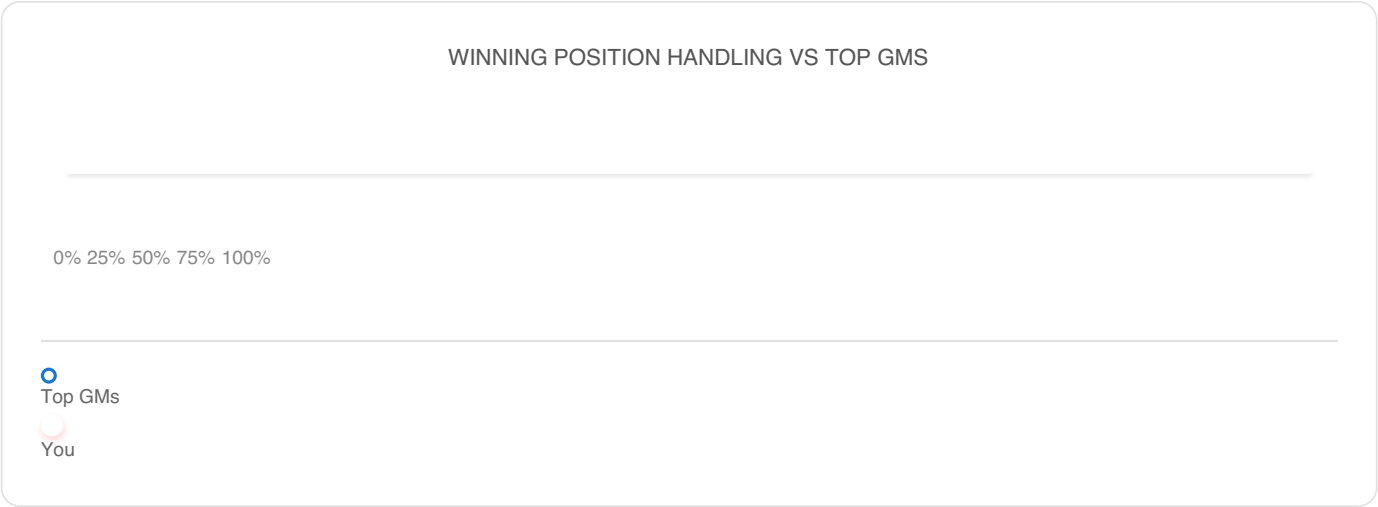 WINNING POSITION HANDLING VS TOP GMS
0% 25% 50% 75% 100%
Top GMs
You